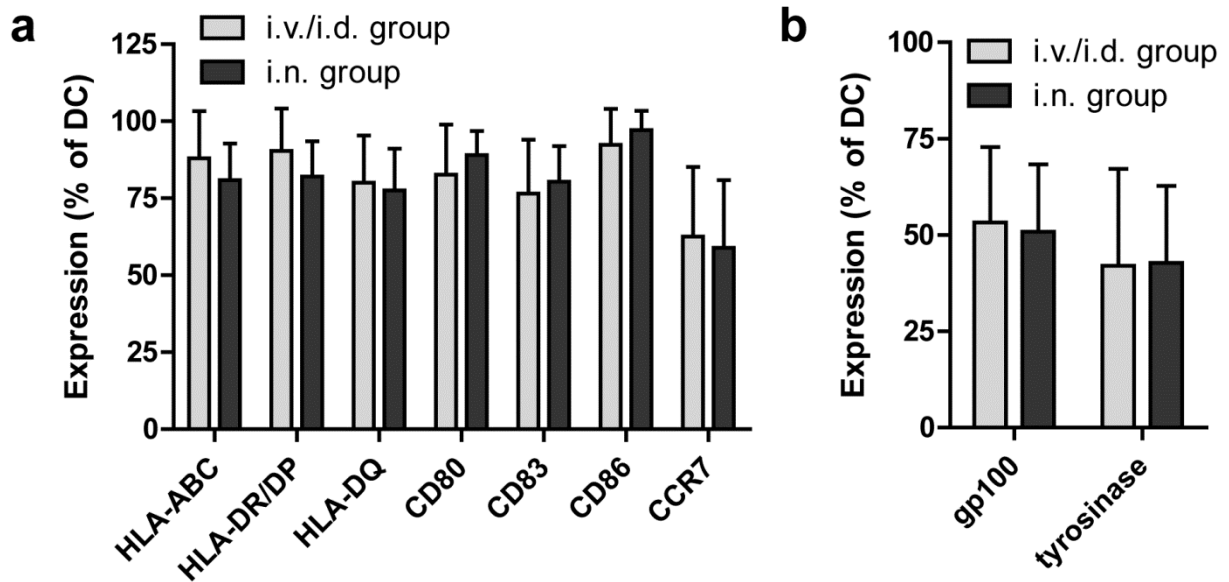 a
i.v./i.d. group
i.n. group
Expression (% of DC)
125
100
75
50
25
0
HLA-ABC
HLA-DR/DP
HLA-DQ
CD80
CD83
CD86
CCR7
b
i.v./i.d. group
i.n. group
Expression (% of DC)
100
75
50
25
0
gp100
tyrosinase